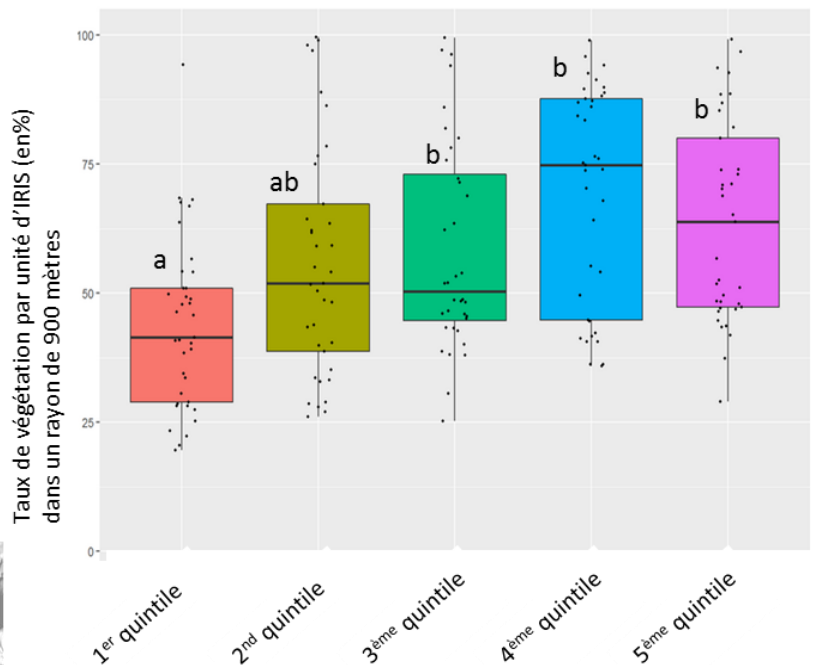 Taux de végétation par unité d'IRIS (en%)
dans un rayon de 900 mètres
100
75
50
25
0
a
ab
b
b
b
1er quintile
2nd quintile
3ème quintile
4ème quintile
5ème quintile